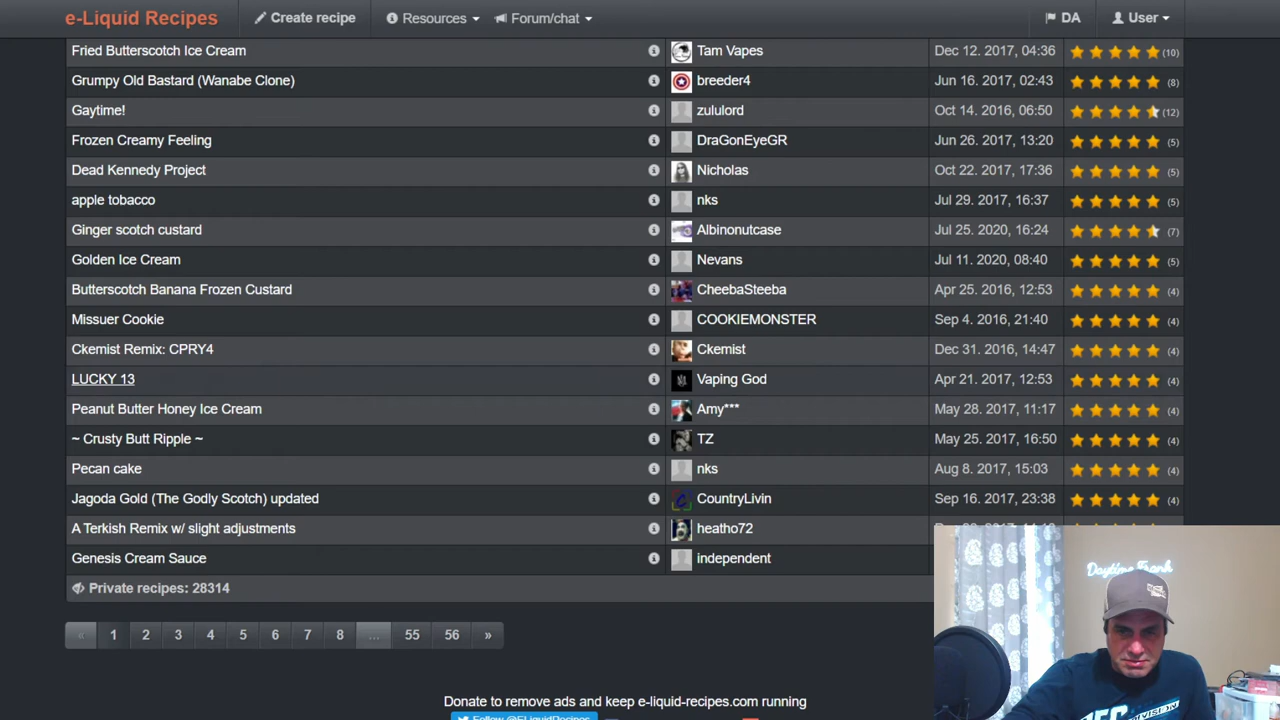 e-Liquid Recipes Create recipe Resources Forum/chat DA User
Fried Butterscotch Ice Cream Tam Vapes Dec 12. 2017, 04:36 (10)
Grumpy Old Bastard (Wanabe Clone) breeder4 Jun 16. 2017, 02:43 (8)
Gaytime! zululord Oct 14. 2016, 06:50 (12)
Frozen Creamy Feeling DraGonEyeGR Jun 26. 2017, 13:20 (5)
Dead Kennedy Project Nicholas Oct 22. 2017, 17:36 (5)
apple tobacco nks Jul 29. 2017, 16:37 (5)
Ginger scotch custard Albinonutcase Jul 25. 2020, 16:24 (7)
Golden Ice Cream Nevans Jul 11. 2020, 08:40 (5)
Butterscotch Banana Frozen Custard CheebaSteeba Apr 25. 2016, 12:53 (4)
Missuer Cookie COOKIEMONSTER Sep 4. 2016, 21:40 (4)
Ckemist Remix: CPRY4 Ckemist Dec 31. 2016, 14:47 (4)
LUCKY 13 Vaping God Apr 21. 2017, 12:53 (4)
Peanut Butter Honey Ice Cream Amy*** May 28. 2017, 11:17 (4)
~ Crusty Butt Ripple ~ TZ May 25. 2017, 16:50 (4)
Pecan cake nks Aug 8. 2017, 15:03 (4)
Jagoda Gold (The Godly Scotch) updated CountryLivin Sep 16. 2017, 23:38 (4)
A Terkish Remix w/ slight adjustments heatho72
Genesis Cream Sauce independent
Private recipes: 28314
Daytime Frank
« 1 2 3 4 5 6 7 8 ... 55 56 »
Donate to remove ads and keep e-liquid-recipes.com running
Follow @ELiquidRecipes